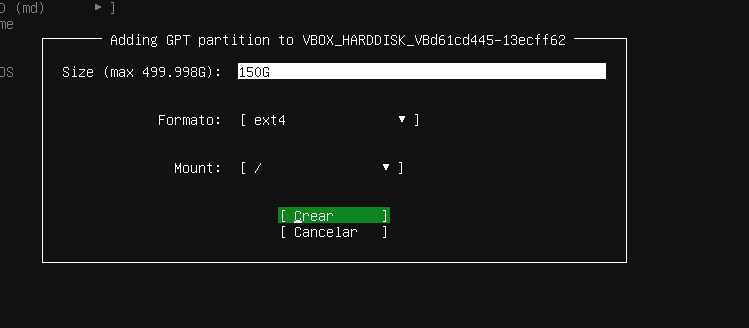 O (md) ▸ ]
me
Adding GPT partition to VBOX_HARDDISK_VBd61cd445-13ecff62
OS
Size (max 499.998G): 150G
Formato: [ ext4 ▾ ]
Mount: [ / ▾ ]
[ Crear ]
[ Cancelar ]